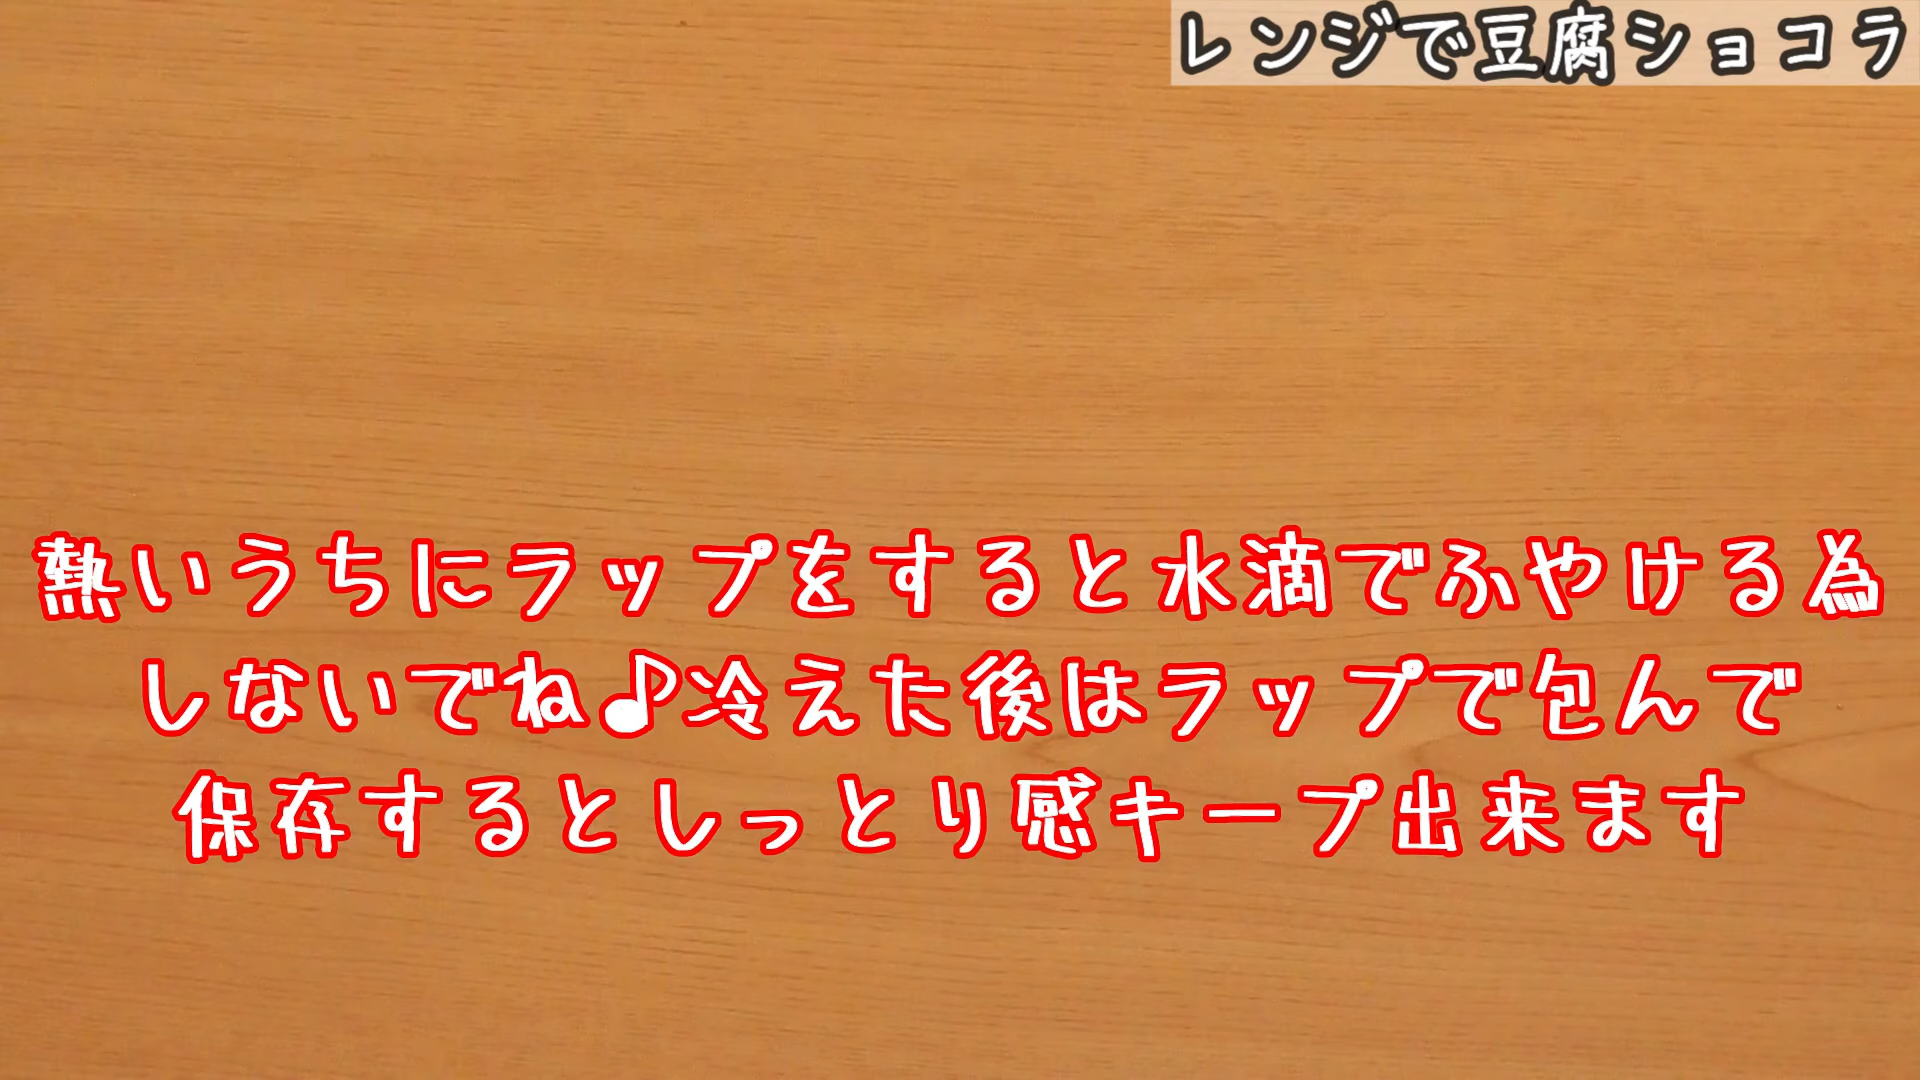 レンジで豆腐ショコラ
熱いうちにラップをすると水滴でふやける為
しないでね♪冷えた後はラップで包んで
保存するとしっとり感キープ出来ます